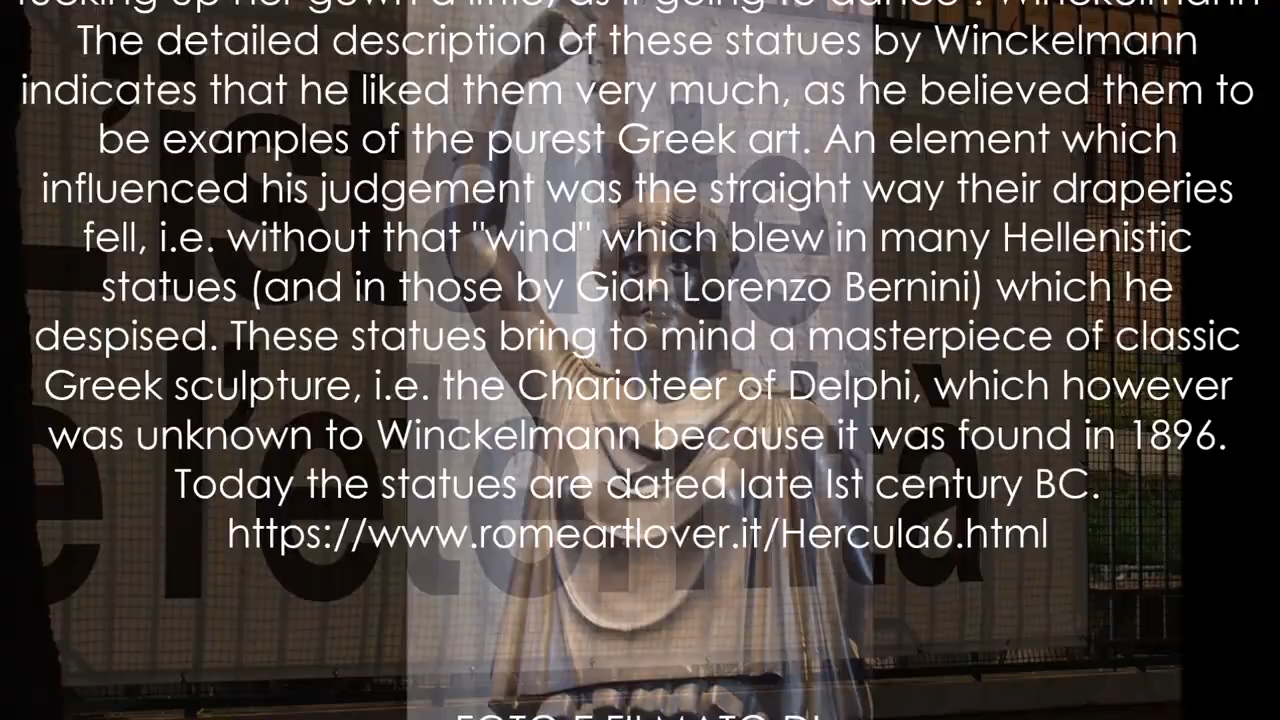 tucking up her gown a little, as if going to dance". Winckelmann
The detailed description of these statues by Winckelmann
indicates that he liked them very much, as he believed them to
be examples of the purest Greek art. An element which
influenced his judgement was the straight way their draperies
fell, i.e. without that "wind" which blew in many Hellenistic
statues (and in those by Gian Lorenzo Bernini) which he
despised. These statues bring to mind a masterpiece of classic
Greek sculpture, i.e. the Charioteer of Delphi, which however
was unknown to Winckelmann because it was found in 1896.
Today the statues are dated late Ist century BC.
https://www.romeartlover.it/Hercula6.html
FOTO E FILMATO DI